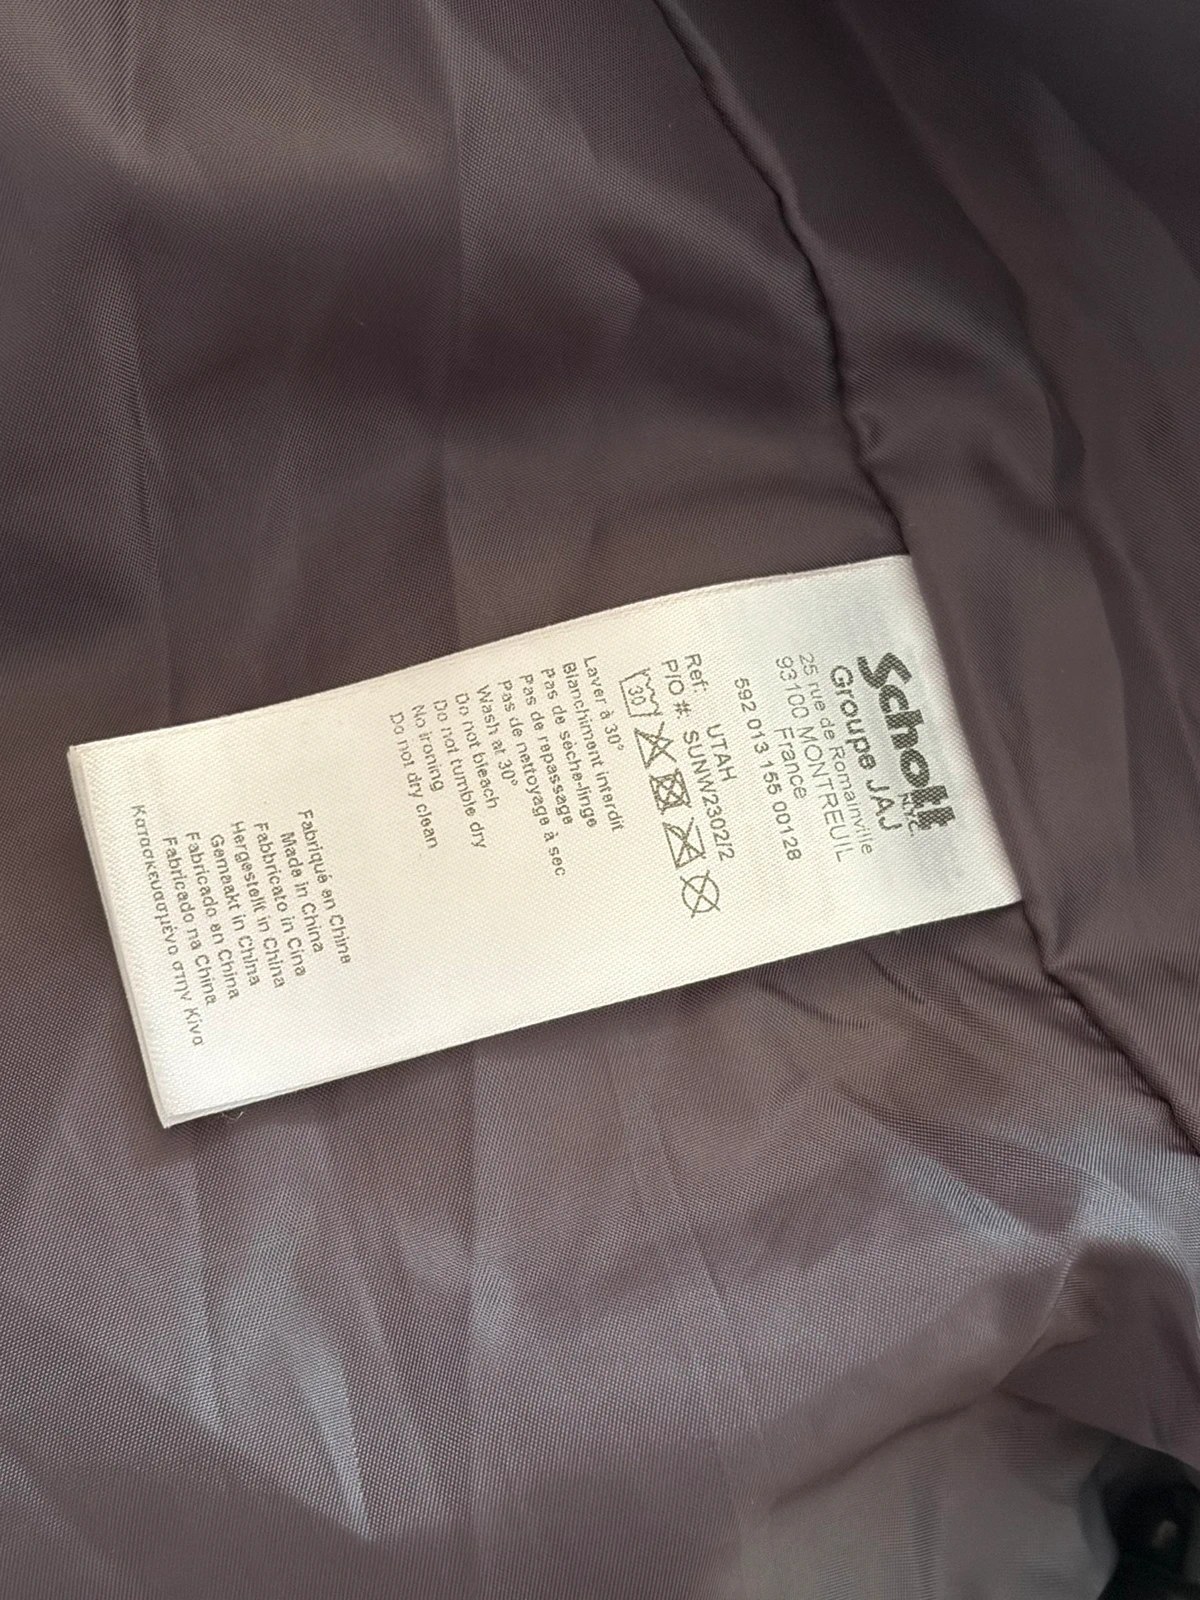 Schott
N.Y.C.
Groupe JAJ
25 rue de Romainville
93100 MONTREUIL
France
592 013 155 00128
Ref: UTAH
P/O #: SUNW2302/2
30
Laver à 30°
Blanchiment interdit
Pas de sèche-linge
Pas de repassage
Pas de nettoyage à sec
Wash at 30°
Do not bleach
Do not tumble dry
No ironing
Do not dry clean
Fabriqué en Chine
Made in China
Fabbricato in Cina
Hergestellt in China
Gemaakt in China
Fabricado en China
Fabricado na China
Κατασκευασμένο στην Κίνα